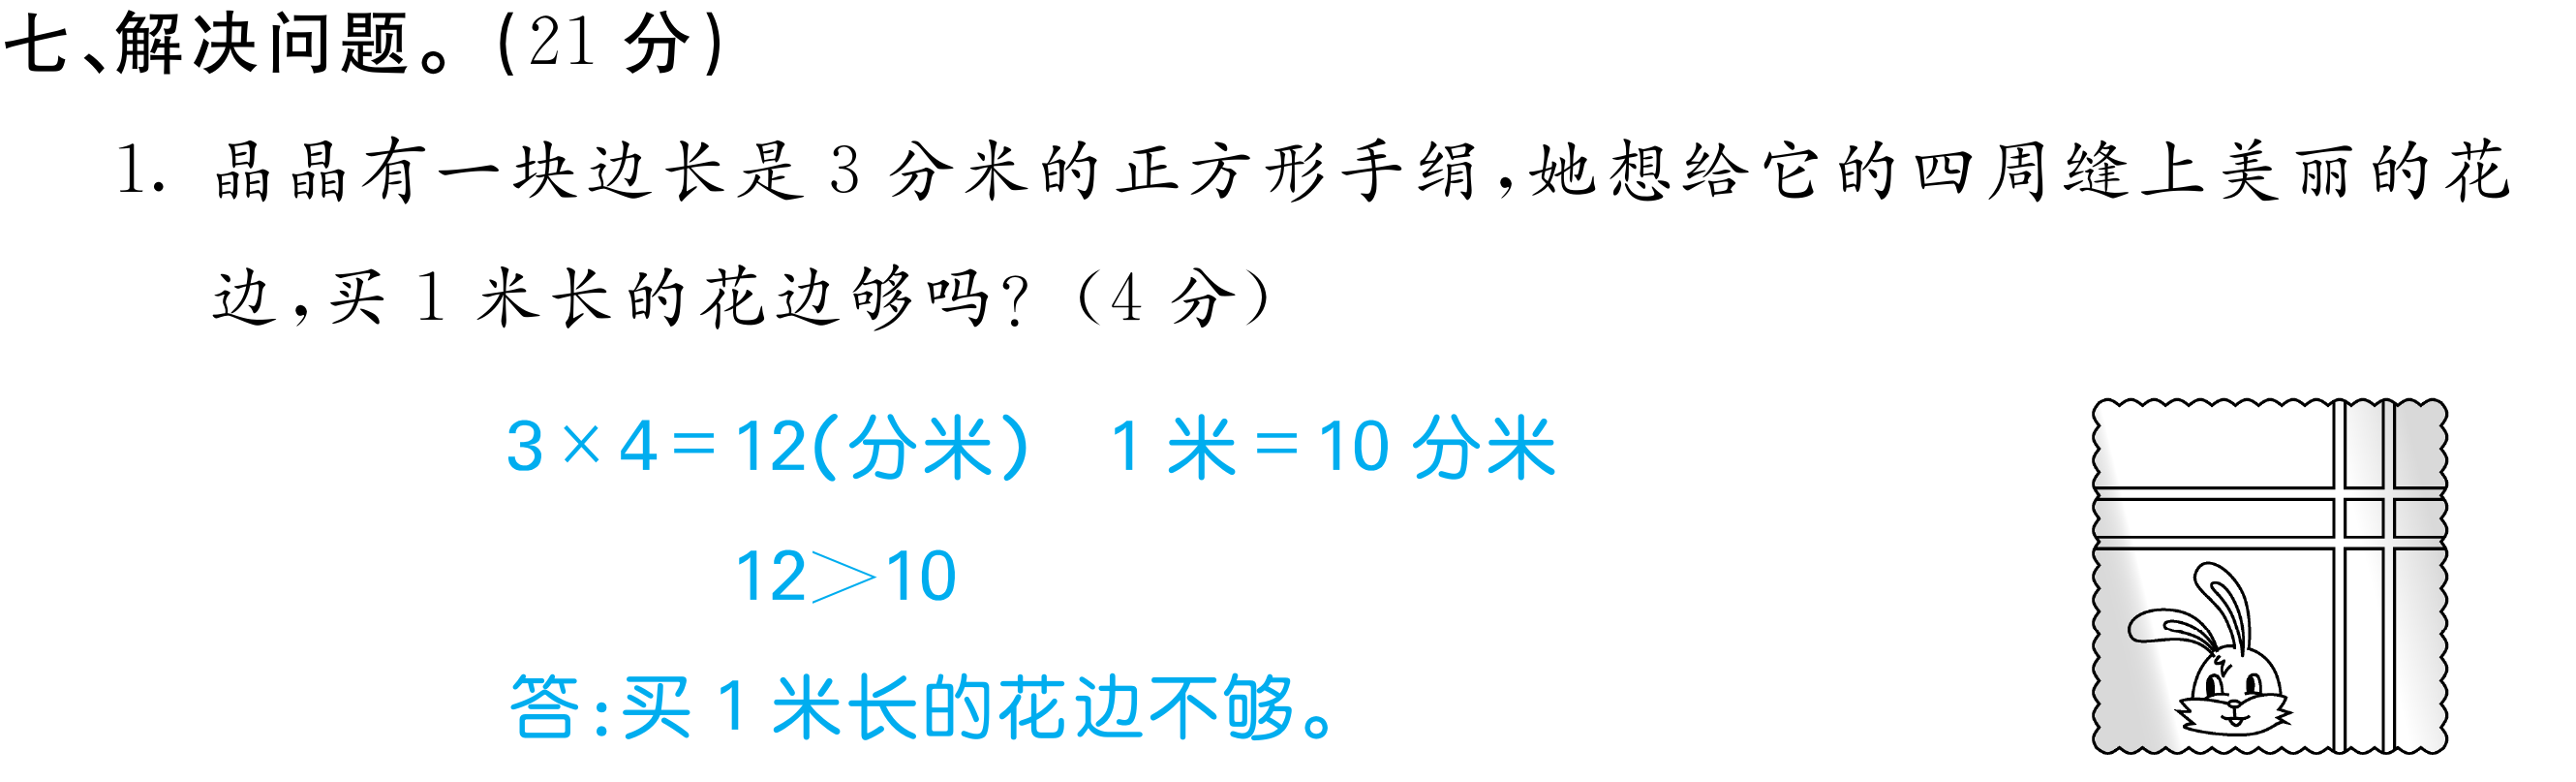 七、解决问题。(21 分)
1. 晶晶有一块边长是 3 分米的正方形手绢,她想给它的四周缝上美丽的花
边,买 1 米长的花边够吗?(4 分)
3×4=12(分米) 1 米=10 分米
12>10
答:买 1 米长的花边不够。